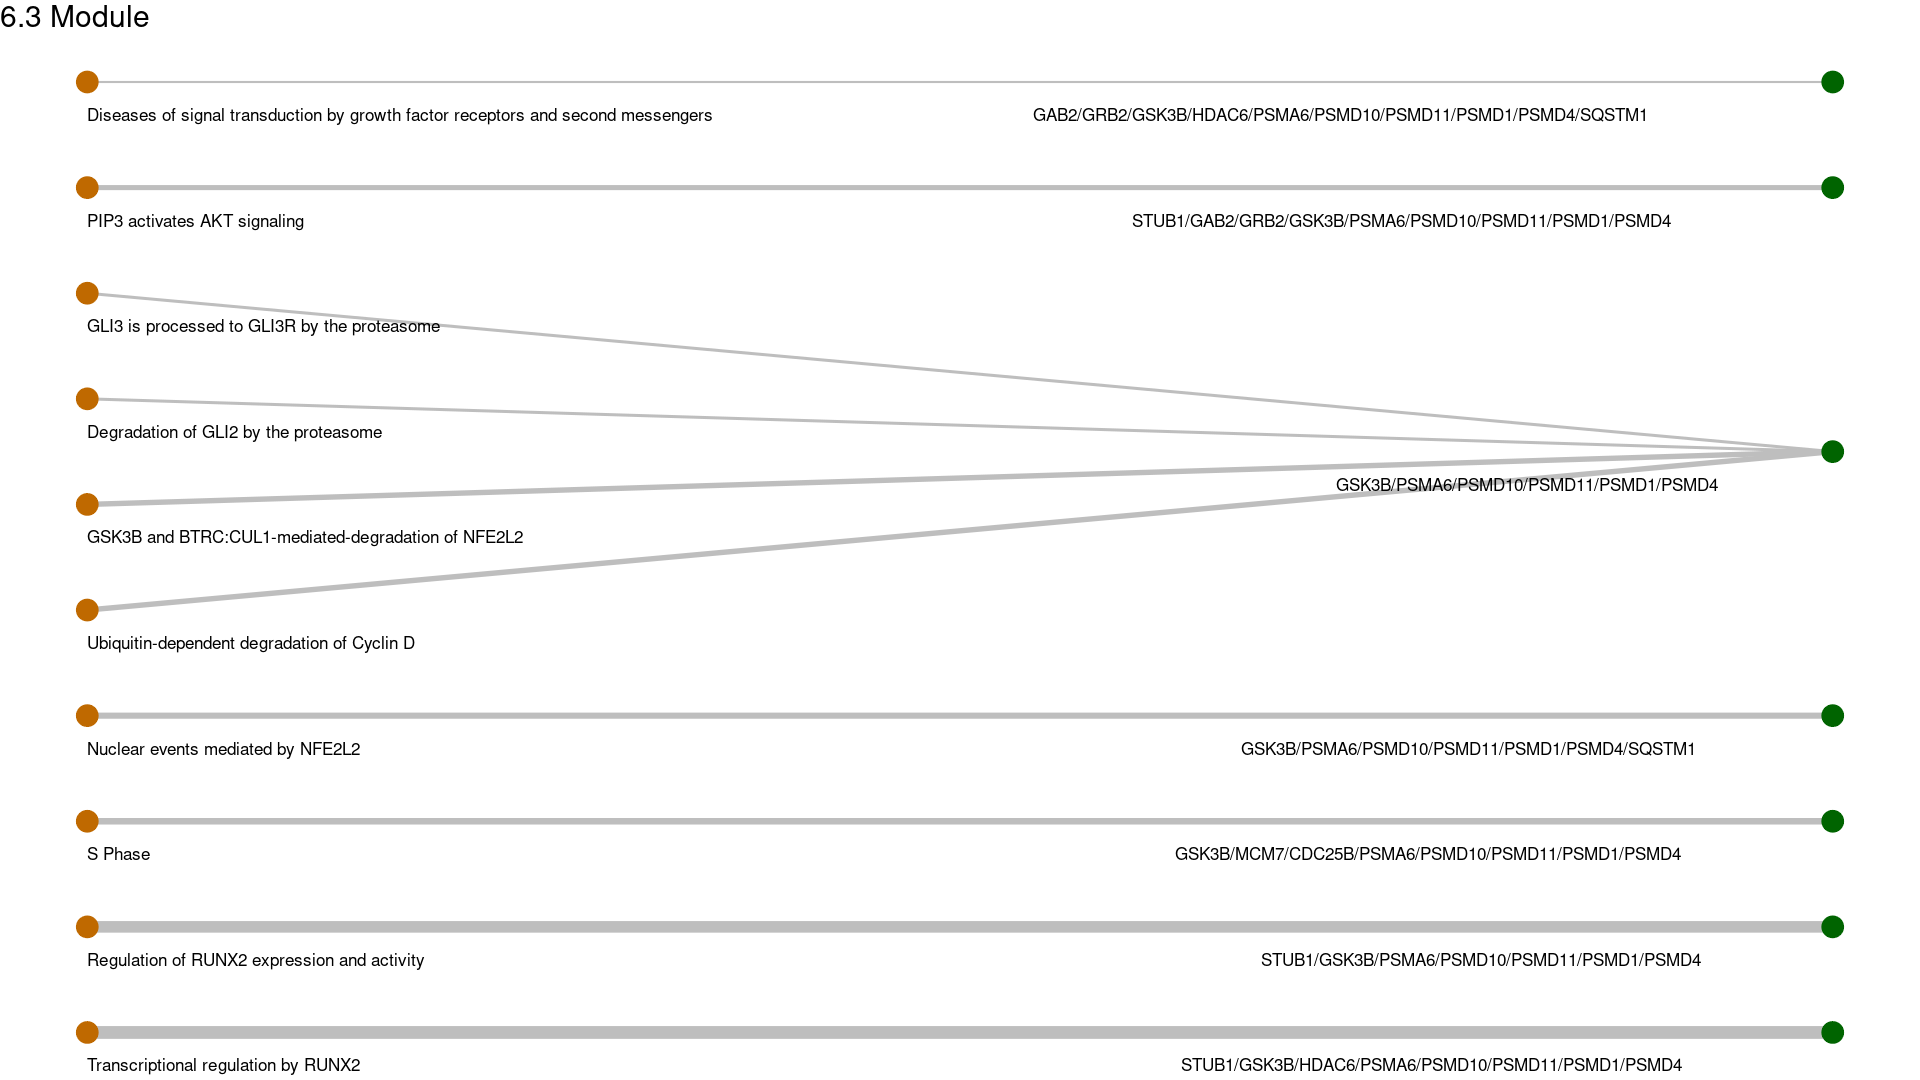 6.3 Module
Diseases of signal transduction by growth factor receptors and second messengers
GAB2/GRB2/GSK3B/HDAC6/PSMA6/PSMD10/PSMD11/PSMD1/PSMD4/SQSTM1
PIP3 activates AKT signaling
STUB1/GAB2/GRB2/GSK3B/PSMA6/PSMD10/PSMD11/PSMD1/PSMD4
GLI3 is processed to GLI3R by the proteasome
Degradation of GLI2 by the proteasome
GSK3B/PSMA6/PSMD10/PSMD11/PSMD1/PSMD4
GSK3B and BTRC:CUL1-mediated-degradation of NFE2L2
Ubiquitin-dependent degradation of Cyclin D
Nuclear events mediated by NFE2L2
GSK3B/PSMA6/PSMD10/PSMD11/PSMD1/PSMD4/SQSTM1
S Phase
GSK3B/MCM7/CDC25B/PSMA6/PSMD10/PSMD11/PSMD1/PSMD4
Regulation of RUNX2 expression and activity
STUB1/GSK3B/PSMA6/PSMD10/PSMD11/PSMD1/PSMD4
Transcriptional regulation by RUNX2
STUB1/GSK3B/HDAC6/PSMA6/PSMD10/PSMD11/PSMD1/PSMD4